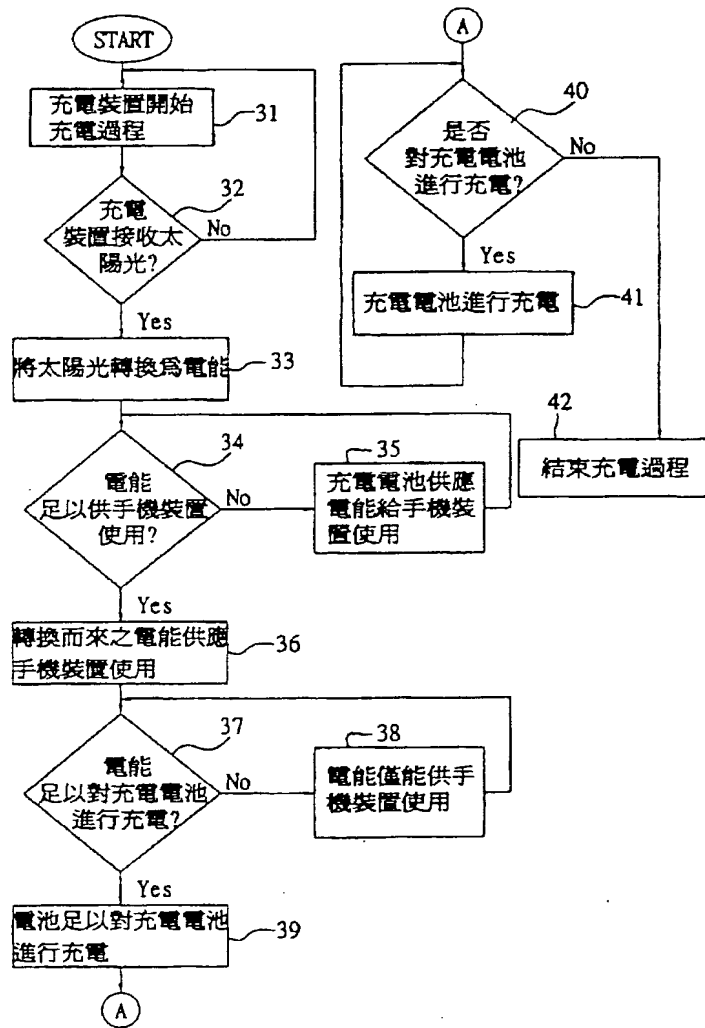 START
充電裝置開始
充電過程
31
充電
裝置接收太
陽光?
32
No
Yes
將太陽光轉換爲電能
33
電能
足以供手機裝置
使用?
34
No
35
充電電池供應
電能給手機裝
置使用
Yes
轉換而來之電能供應
手機裝置使用
36
電能
足以對充電電池
進行充電?
37
No
38
電能僅能供手
機裝置使用
Yes
電池足以對充電電池
進行充電
39
A
A
是否
對充電電池
進行充電?
40
No
Yes
充電電池進行充電
41
42
結束充電過程